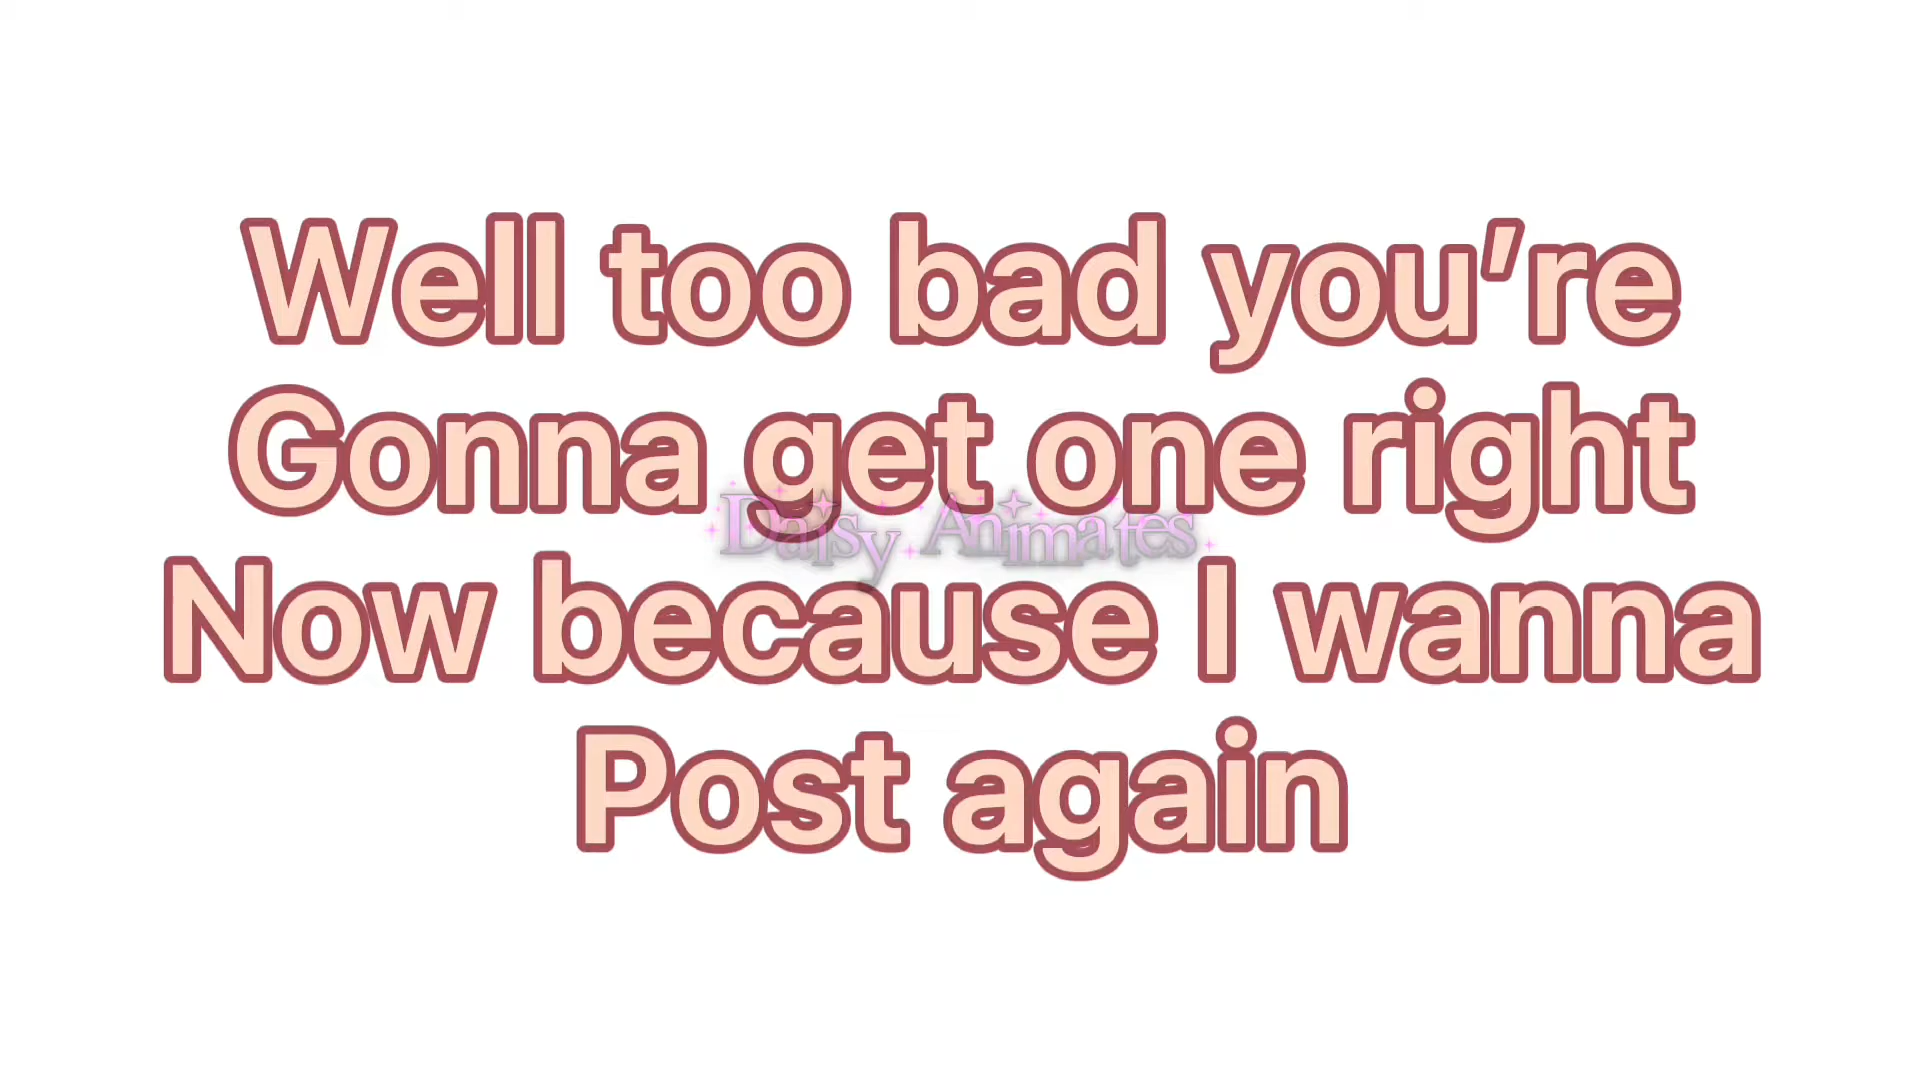 Well too bad you’re
Gonna get one right
Daisy Animates
Now because I wanna
Post again